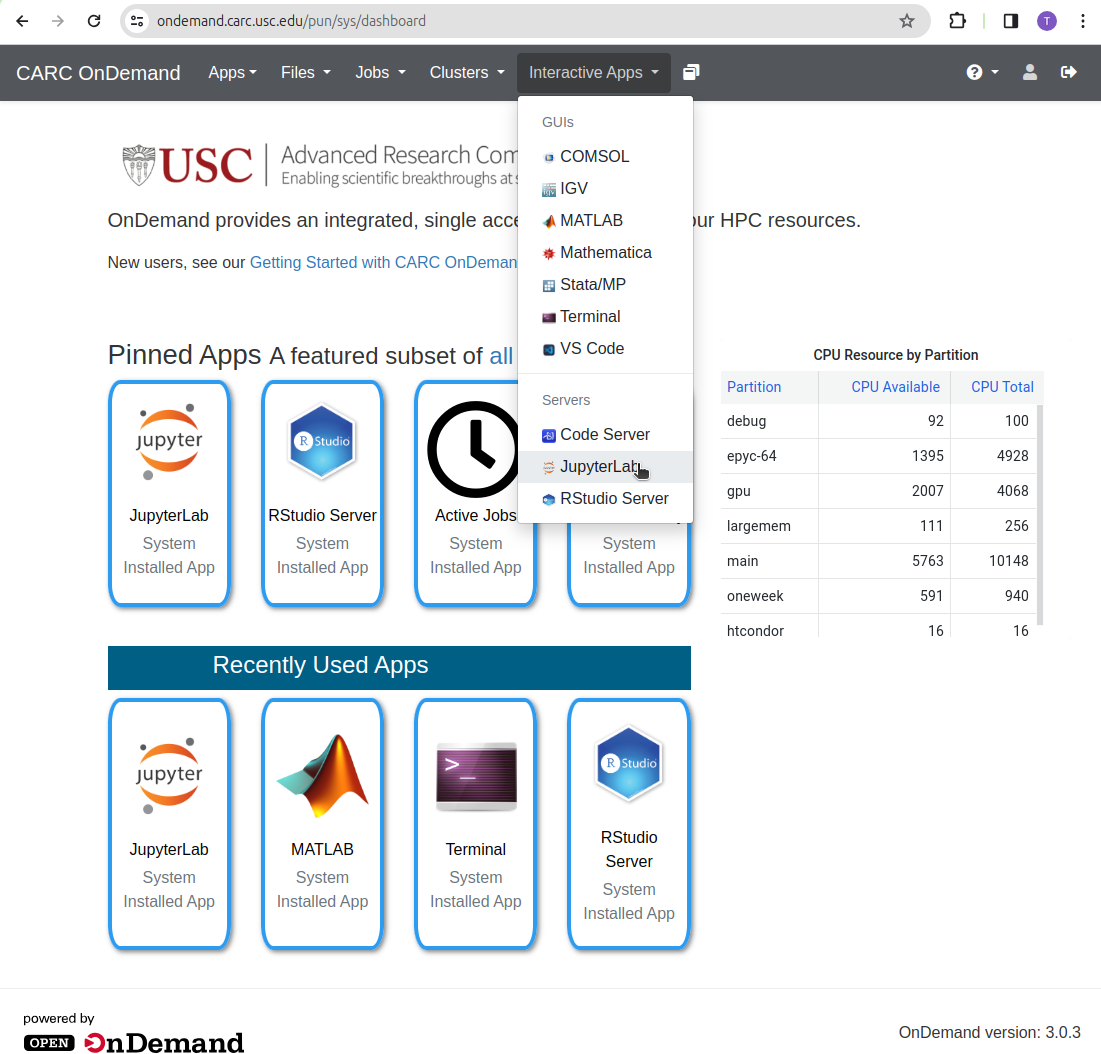 ondemand.carc.usc.edu/pun/sys/dashboard
T
CARC OnDemand Apps Files Jobs Clusters Interactive Apps
GUIs
COMSOL
IGV
MATLAB
Mathematica
Stata/MP
Terminal
VS Code
Servers
Code Server
JupyterLab
RStudio Server
USC Advanced Research Com
Enabling scientific breakthroughs at
OnDemand provides an integrated, single acce ur HPC resources.
New users, see our Getting Started with CARC OnDeman
Pinned Apps A featured subset of all
jupyter
JupyterLab
System
Installed App
R Studio
RStudio Server
System
Installed App
Active Jobs
System
Installed App
System
Installed App
CPU Resource by Partition
Partition CPU Available CPU Total
debug 92 100
epyc-64 1395 4928
gpu 2007 4068
largemem 111 256
main 5763 10148
oneweek 591 940
htcondor 16 16
Recently Used Apps
jupyter
JupyterLab
System
Installed App
MATLAB
System
Installed App
>_
Terminal
System
Installed App
R Studio
RStudio
Server
System
Installed App
powered by
OPEN OnDemand
OnDemand version: 3.0.3